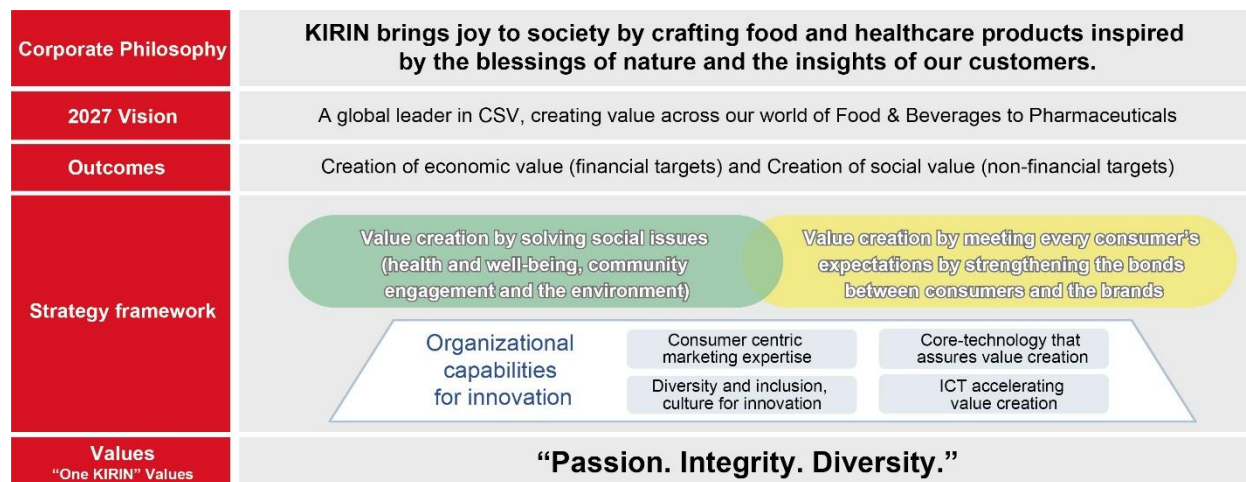 Corporate Philosophy
KIRIN brings joy to society by crafting food and healthcare products inspired
by the blessings of nature and the insights of our customers.
2027 Vision
A global leader in CSV, creating value across our world of Food & Beverages to Pharmaceuticals
Outcomes
Creation of economic value (financial targets) and Creation of social value (non-financial targets)
Strategy framework
Value creation by solving social issues
(health and well-being, community
engagement and the environment)
Value creation by meeting every consumer's
expectations by strengthening the bonds
between consumers and the brands
Organizational
capabilities
for innovation
Consumer centric
marketing expertise
Core-technology that
assures value creation
Diversity and inclusion,
culture for innovation
ICT accelerating
value creation
Values
“One KIRIN” Values
“Passion. Integrity. Diversity.”